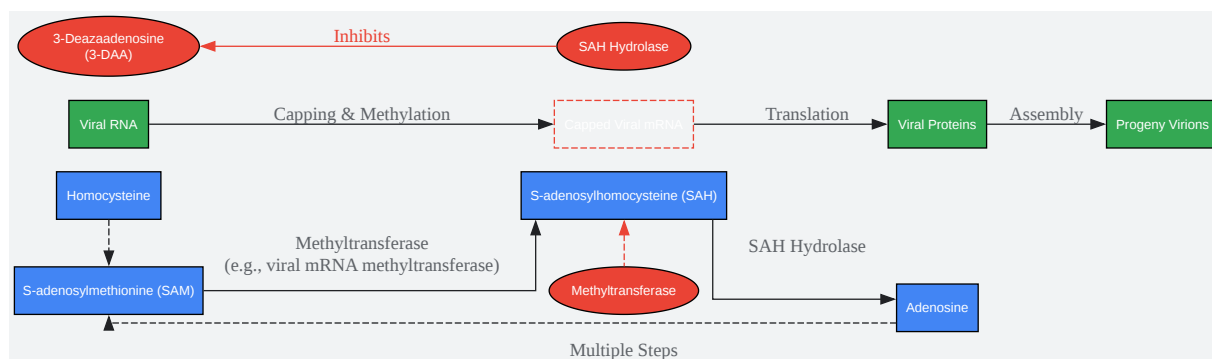 3-Deazaadenosine
(3-DAA)
Inhibits
SAH Hydrolase
Viral RNA
Capping & Methylation
Capped Viral mRNA
Translation
Viral Proteins
Assembly
Progeny Virions
Homocysteine
S-adenosylhomocysteine (SAH)
Methyltransferase
(e.g., viral mRNA methyltransferase)
SAH Hydrolase
S-adenosylmethionine (SAM)
Methyltransferase
Adenosine
Multiple Steps